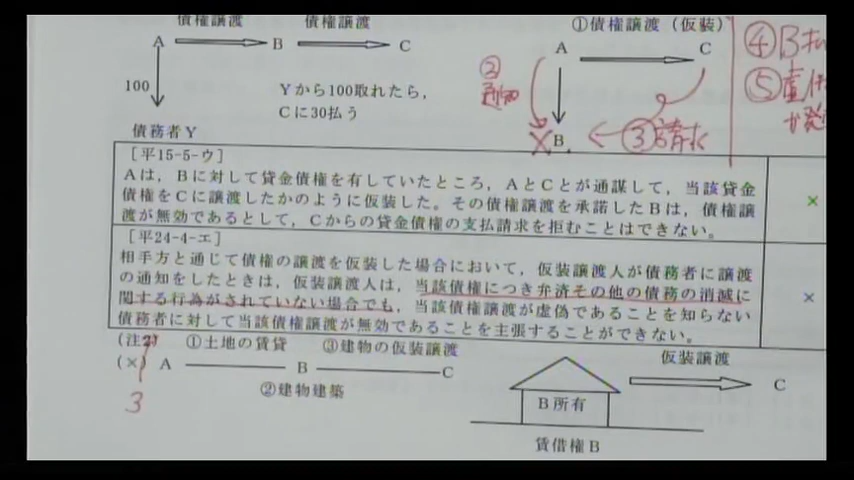 債権譲渡 債権譲渡
A B C
100
Yから100取れたら，
Cに30払う
債務者Y
①債権譲渡（仮装）
A C
②
通知
B
③請求
④B払
⑤
［平15-5-ウ］
Aは，Bに対して貸金債権を有していたところ，AとCとが通謀して，当該貸金
債権をCに譲渡したかのように仮装した。その債権譲渡を承諾したBは，債権譲
渡が無効であるとして，Cからの貸金債権の支払請求を拒むことはできない。
×
［平24-4-エ］
相手方と通じて債権の譲渡を仮装した場合において，仮装譲渡人が債務者に譲渡
の通知をしたときは，仮装譲渡人は，当該債権につき弁済その他の債務の消滅に
関する行為がされていない場合でも，当該債権譲渡が虚偽であることを知らない
債務者に対して当該債権譲渡が無効であることを主張することができない。
×
(注2)
3
①土地の賃貸 ③建物の仮装譲渡
(×) A B C
②建物建築
仮装譲渡
B所有 C
賃借権B